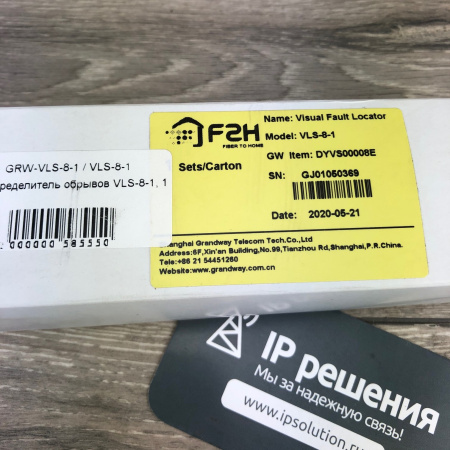 F2H
FIBER TO HOME
Sets/Carton
Name: Visual Fault Locator
Model: VLS-8-1
GW Item: DYVS00008E
SN: GJ01050369
Date: 2020-05-21
Shanghai Grandway Telecom Tech.Co.,Ltd
Address:6F,Xin'an Building,No.99,Tianzhou Rd,Shanghai,P.R.China.
Tel:+86 21 54451260
Website:www.grandway.com.cn
GRW-VLS-8-1 / VLS-8-1
ределитель обрывов VLS-8-1, 1
000000 585550
IP решения
Мы за надежную связь!
www.ipsolution.ru